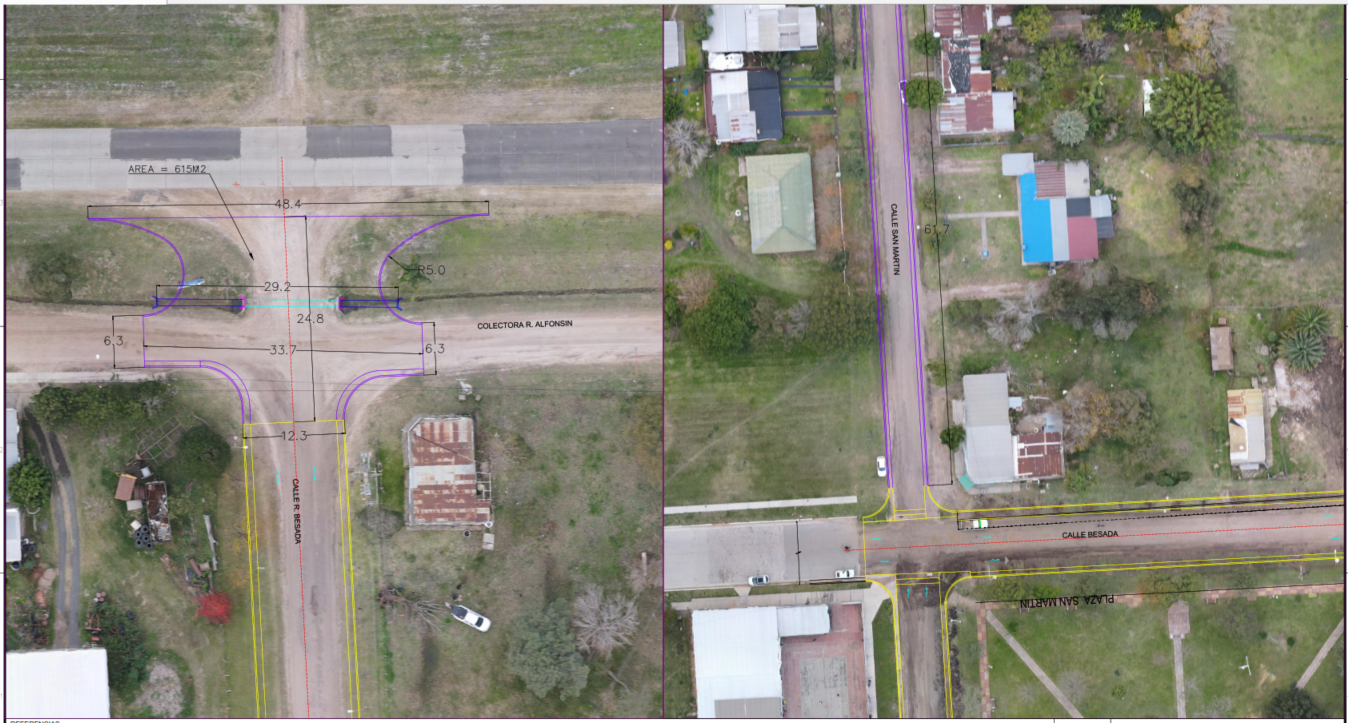 AREA = 615M2
48.4
R5.0
29.2
24.8
COLECTORA R. ALFONSIN
6.3
33.7
6.3
12.3
CALLE R. BESADA
CALLE SAN MARTIN
61.7
CALLE BESADA
PLAZA SAN MARTIN